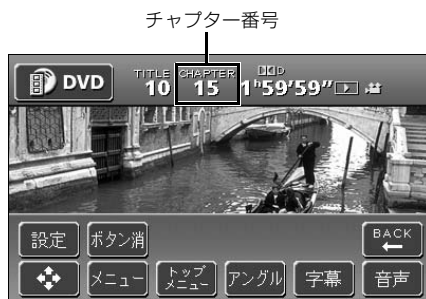 チャプター番号
DVD
TITLE CHAPTER DD D
10 15 1h59′59″
設定 ボタン消 BACK
メニュー トップメニュー アングル 字幕 音声